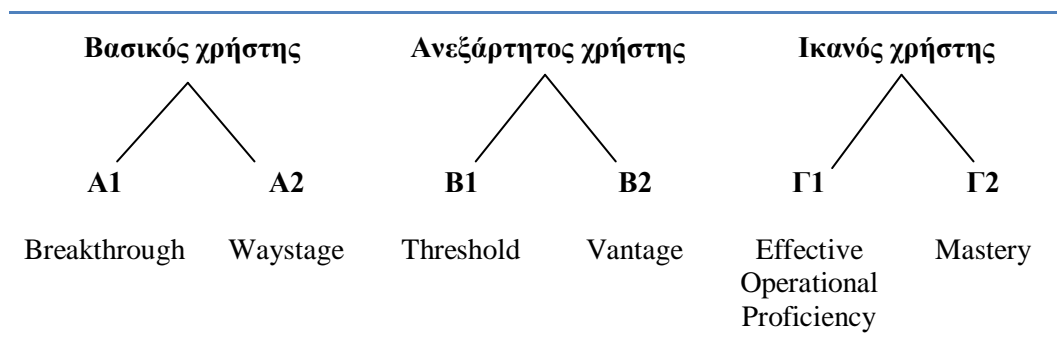 Βασικός χρήστης Ανεξάρτητος χρήστης Ικανός χρήστης
Α1 Α2 Β1 Β2 Γ1 Γ2
Breakthrough Waystage Threshold Vantage Effective Mastery
Operational
Proficiency